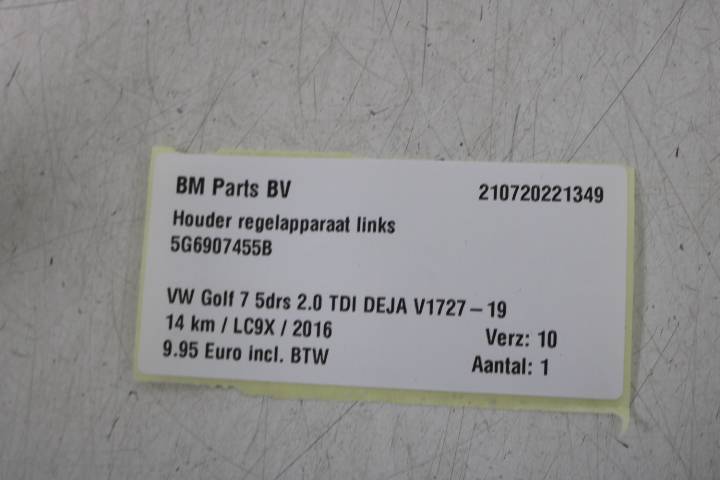 BM Parts BV 210720221349
Houder regelapparaat links
5G6907455B
VW Golf 7 5drs 2.0 TDI DEJA V1727-19
14 km / LC9X / 2016 Verz: 10
9.95 Euro incl. BTW Aantal: 1